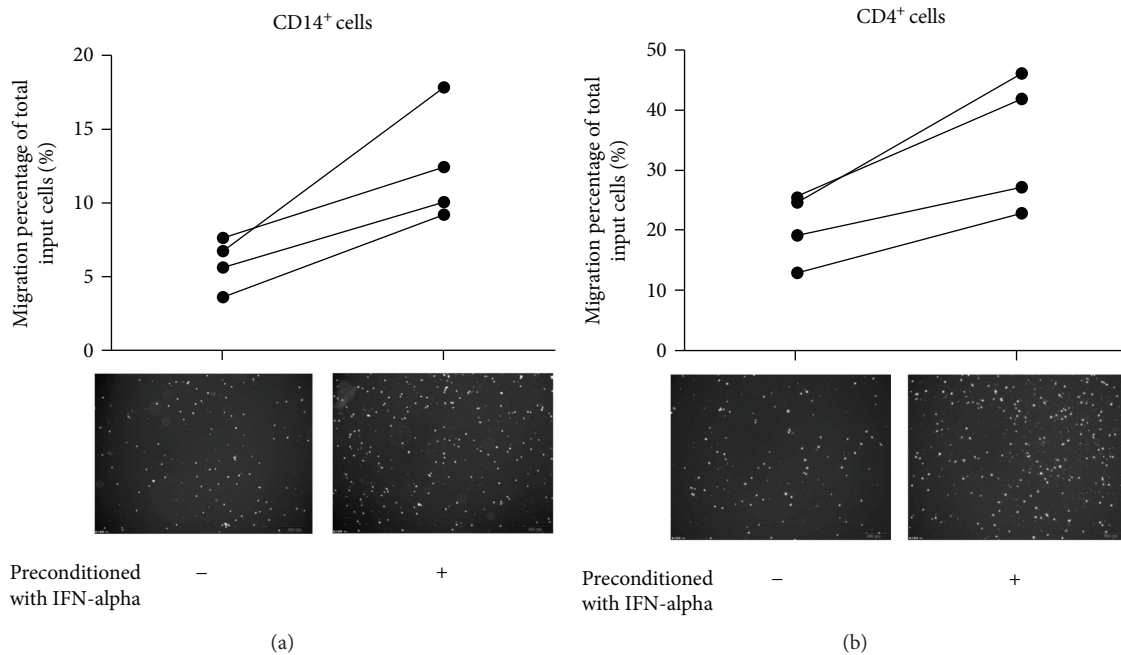 CD14+ cells
Migration percentage of total
input cells (%)
20
15
10
5
0
Preconditioned
with IFN-alpha
− +
(a)
CD4+ cells
Migration percentage of total
input cells (%)
50
40
30
20
10
0
Preconditioned
with IFN-alpha
− +
(b)